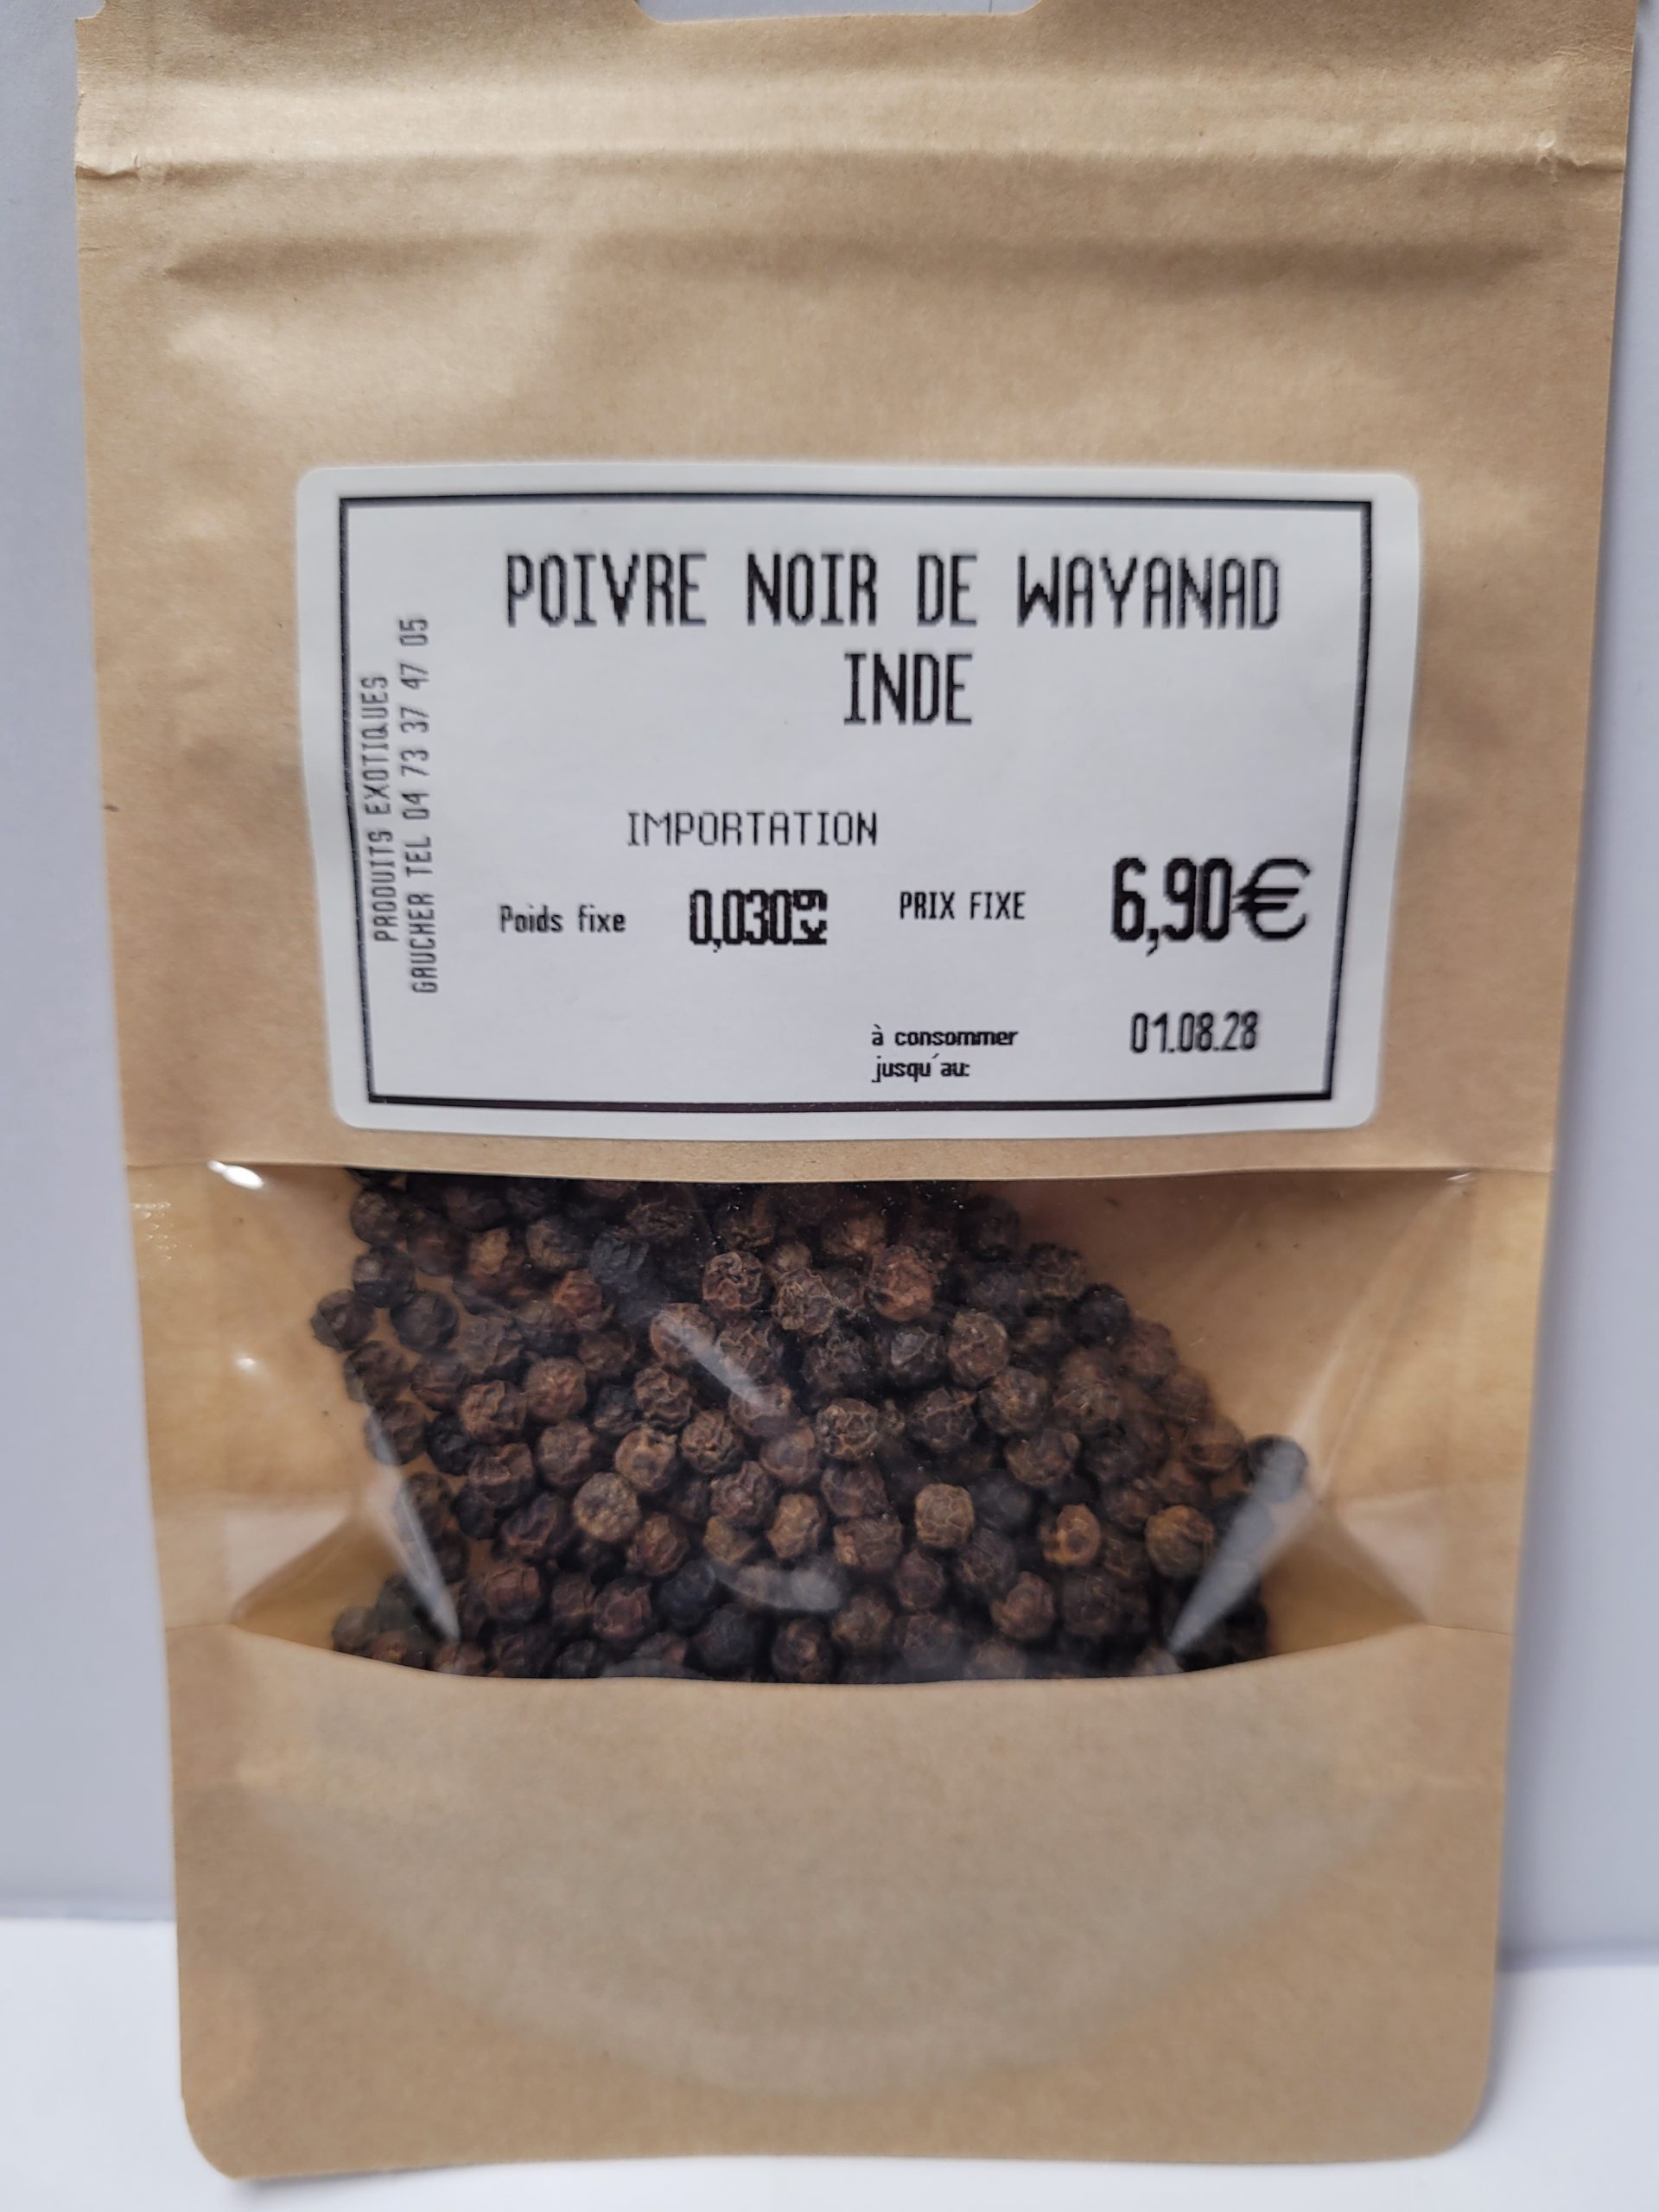 POIVRE NOIR DE WAYANAD
INDE
PRODUITS EXOTIQUES
GAUCHER TEL 04 73 37 47 05
IMPORTATION
Poids fixe 0,030kg PRIX FIXE 6,90€
à consommer 01.08.28
jusqu'au: